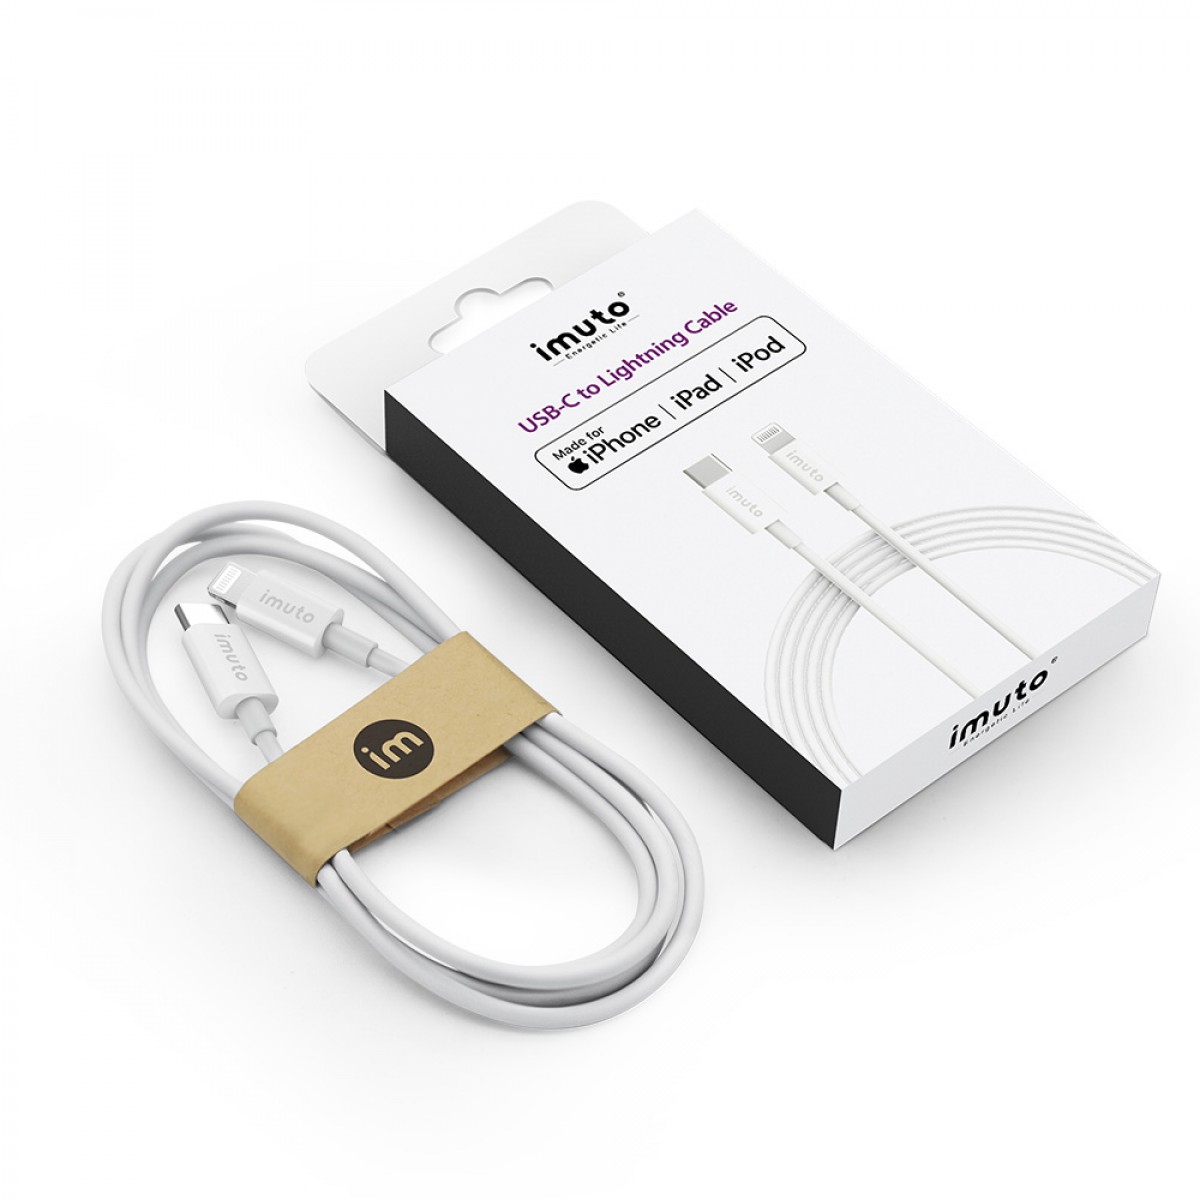 imuto®
Energetic Life
USB-C to Lightning Cable
Made for
iPhone | iPad | iPod
imuto
imuto
imuto
imuto
im
imuto®
Energetic Life